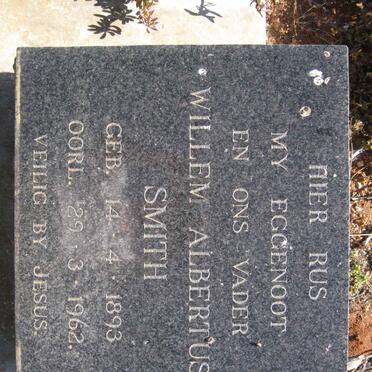 HIER RUS
MY EGGENOOT
EN ONS VADER
WILLEM ALBERTUS
SMITH
GEB. 14. 4. 1893
OORL. 29. 3. 1962.
VEILIG BY JESUS.